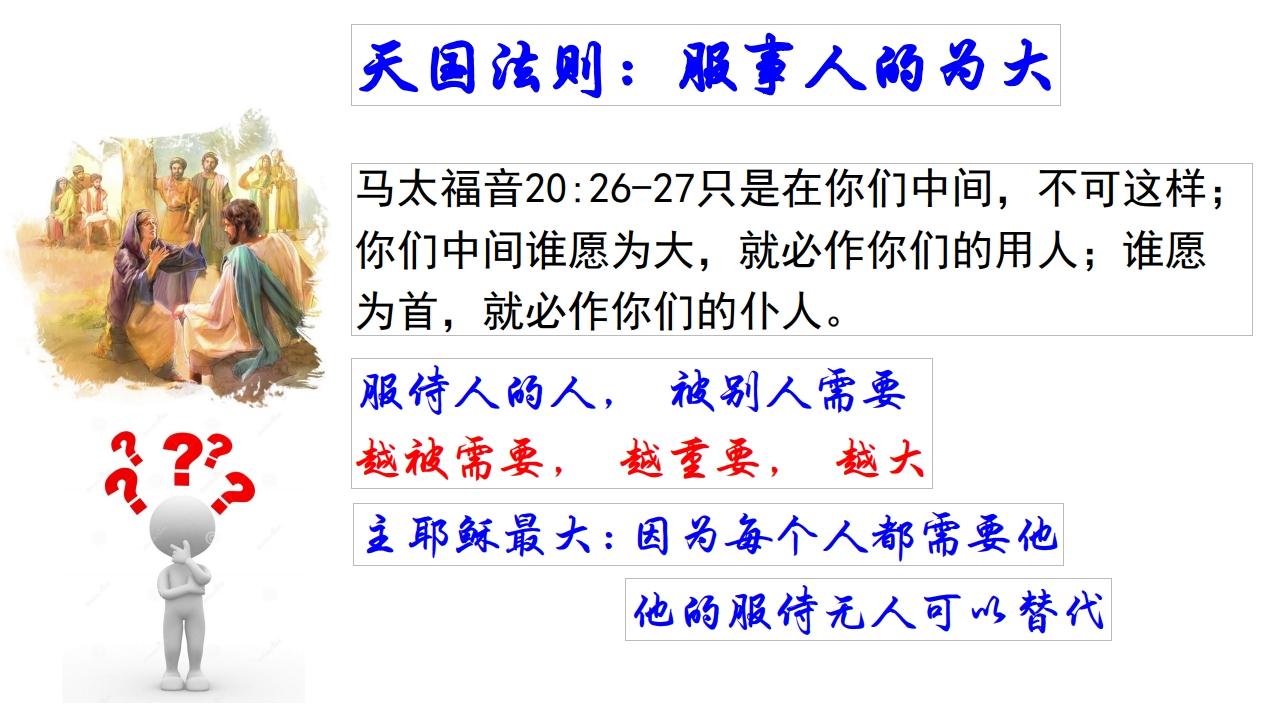 天国法则：服事人的为大
马太福音20:26-27只是在你们中间，不可这样；
你们中间谁愿为大，就必作你们的用人；谁愿
为首，就必作你们的仆人。
服侍人的人， 被别人需要
越被需要， 越重要， 越大
主耶稣最大：因为每个人都需要他
他的服侍无人可以替代
? ? ? ? ?